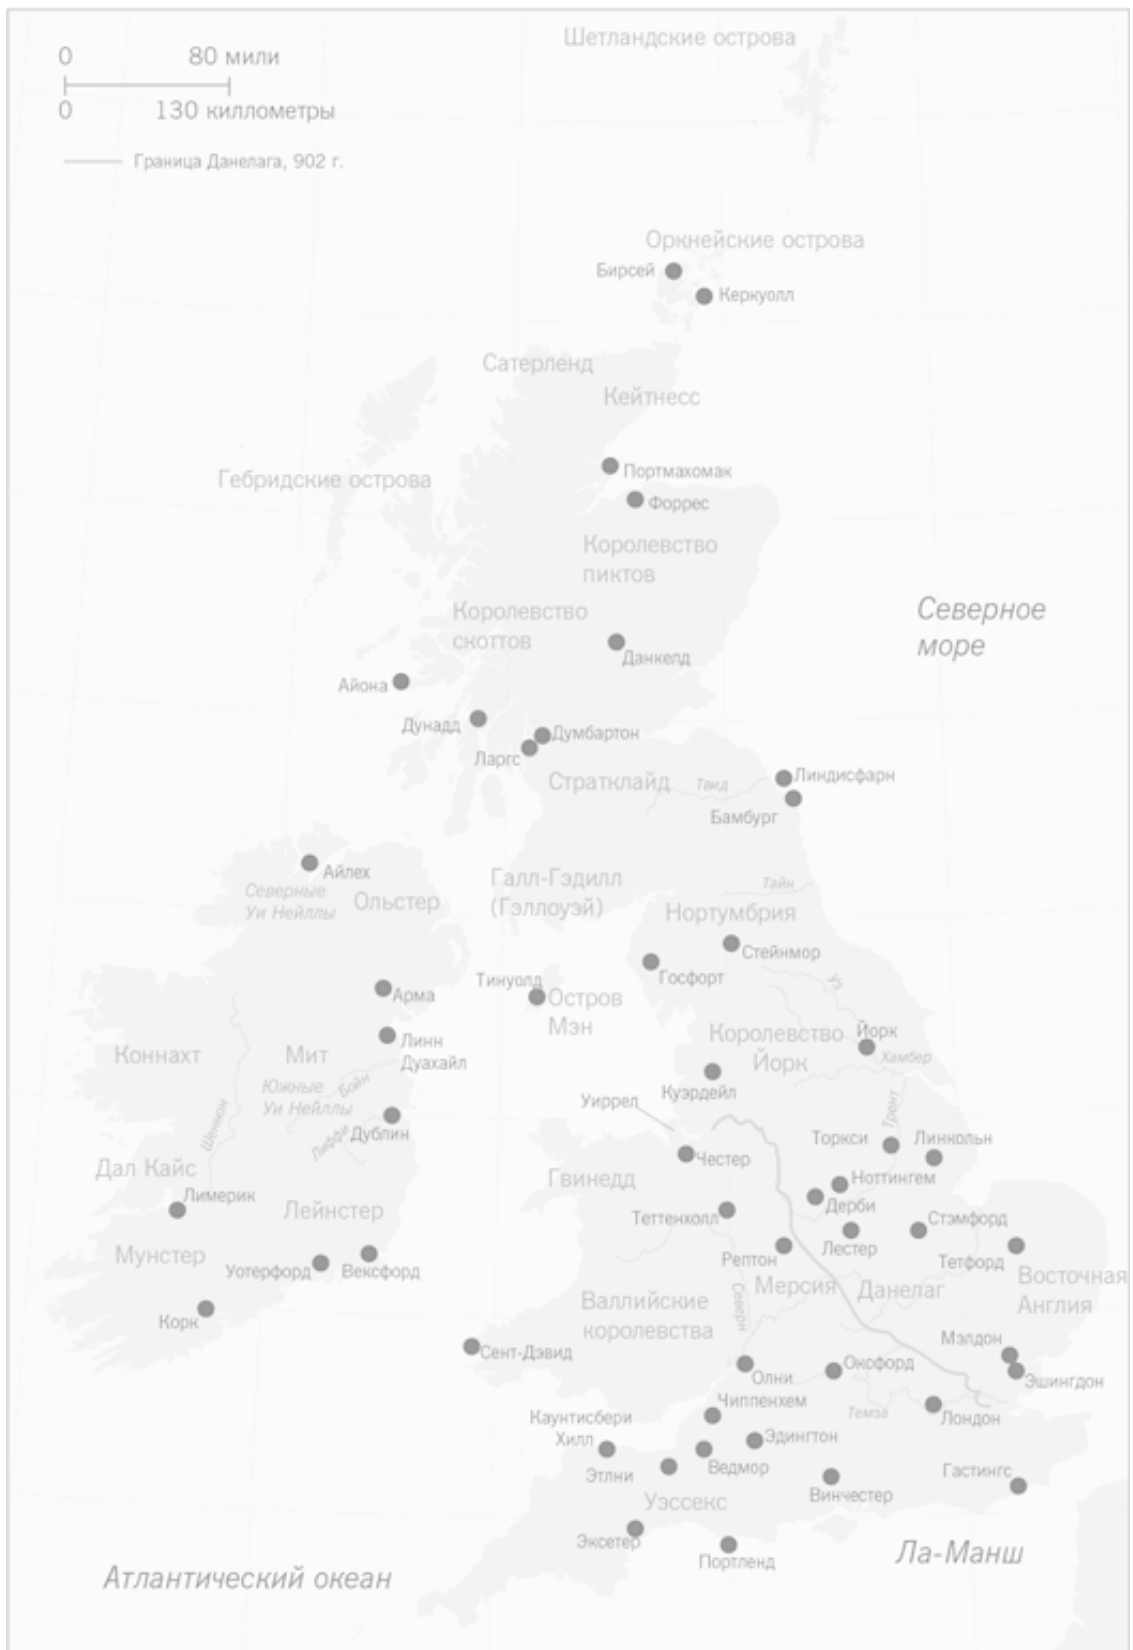 Шетландские острова
0 80 мили
0 130 киллометры
Граница Данелага, 902 г.
Оркнейские острова
Бирсей
Керкуолл
Сатерленд
Кейтнесс
Портмахомак
Гебридские острова
Форрес
Королевство
пиктов
Северное
море
Королевство
скоттов
Данкелд
Айона
Дунадд
Думбартон
Ларгс
Линдисфарн
Стратклайд
Твид
Бамбург
Айлех
Северные
Уи Нейллы
Ольстер
Галл-Гэдилл
(Гэллоуэй)
Тайн
Нортумбрия
Стейнмор
Госфорт
Тинуолд
Остров
Мэн
Уз
Арма
Линн
Дуахайл
Коннахт
Мит
Королевство
Йорк
Йорк
Хамбер
Южные
Уи Нейллы
Бойн
Куэрдейл
Уиррел
Шеннон
Лиффи
Дублин
Трент
Торкси
Линкольн
Честер
Дал Кайс
Гвинедд
Ноттингем
Дерби
Лимерик
Лейнстер
Теттенхолл
Стэмфорд
Лестер
Мунстер
Уотерфорд
Вексфорд
Рептон
Тетфорд
Мерсия
Данелаг
Восточная
Англия
Корк
Валлийские
королевства
Северн
Сент-Дэвид
Мэлдон
Олни
Оксфорд
Эшингдон
Чиппенхем
Темза
Лондон
Каунтисбери
Хилл
Эдингтон
Этлни
Ведмор
Гастингс
Винчестер
Уэссекс
Эксетер
Портленд
Ла-Манш
Атлантический океан